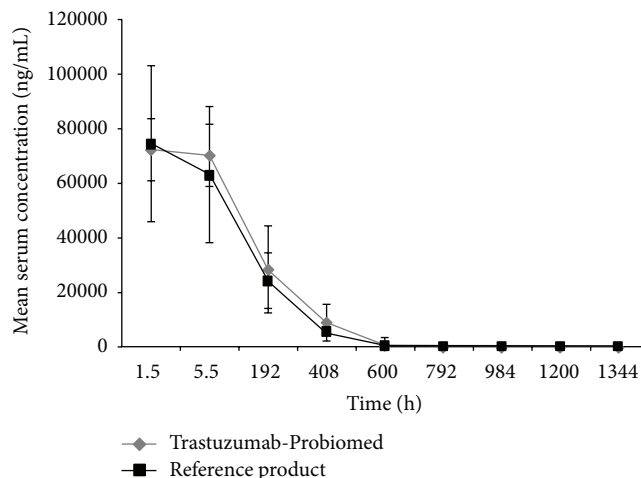 Mean serum concentration (ng/mL)
120000
100000
80000
60000
40000
20000
0
1.5 5.5 192 408 600 792 984 1200 1344
Time (h)
Trastuzumab-Probiomed
Reference product